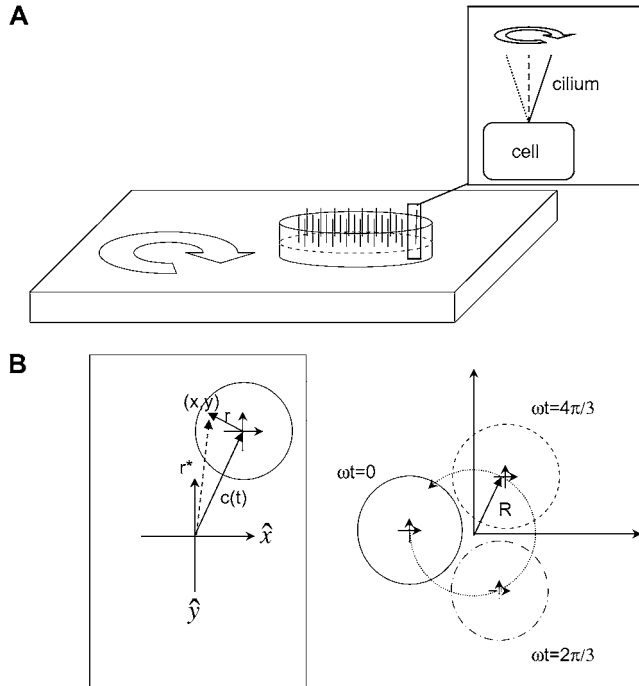 A
cilium
cell
B
(x,y)
r
r*
c(t)
x̂
ŷ
ωt=4π/3
ωt=0
R
ωt=2π/3